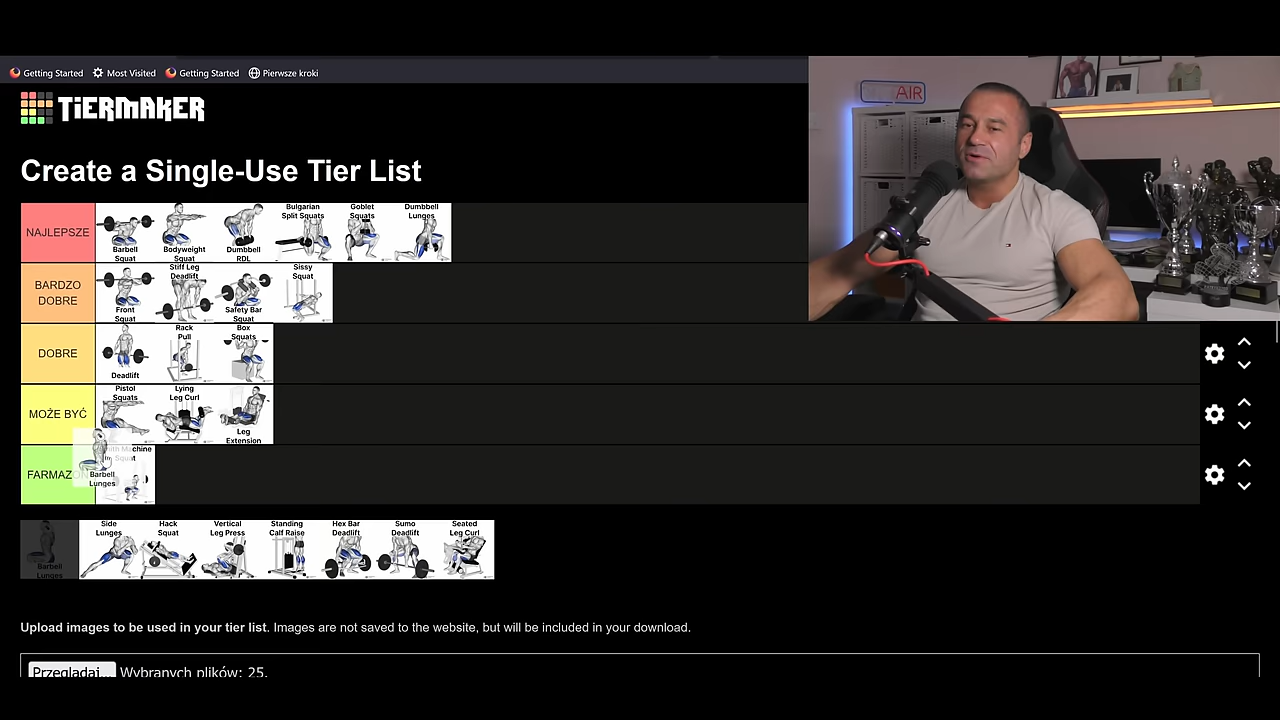 Getting Started Most Visited Getting Started Pierwsze kroki
AIR
TIERMAKER
Create a Single-Use Tier List
NAJLEPSZE
Barbell
Squat
Bodyweight
Squat
Dumbbell
RDL
Bulgarian
Split Squats
Goblet
Squats
Dumbbell
Lunges
BARDZO
DOBRE
Front
Squat
Stiff Leg
Deadlift
Safety Bar
Squat
Sissy
Squat
DOBRE
Deadlift
Rack
Pull
Box
Squats
MOŻE BYĆ
Pistol
Squats
Lying
Leg Curl
Leg
Extension
FARMAZO
Machine
Squat
Barbell
Lunges
Barbell
Lunges
Side
Lunges
Hack
Squat
Vertical
Leg Press
Standing
Calf Raise
Hex Bar
Deadlift
Sumo
Deadlift
Seated
Leg Curl
Upload images to be used in your tier list. Images are not saved to the website, but will be included in your download.
Przeglądaj... Wybranych plików: 25.